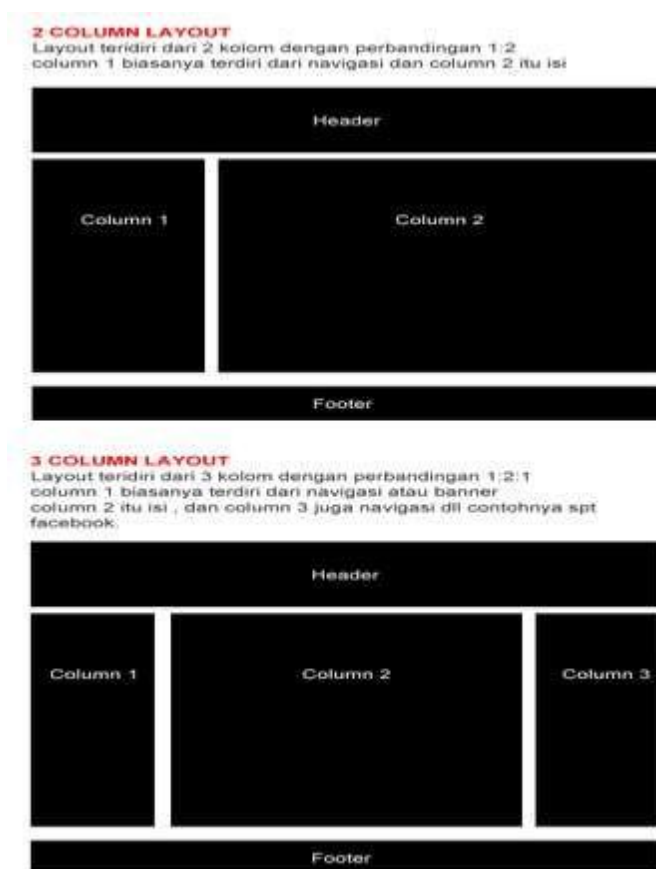 2 COLUMN LAYOUT
Layout teridiri dari 2 kolom dengan perbandingan 1:2
column 1 biasanya terdiri dari navigasi dan column 2 itu isi
Header
Column 1
Column 2
Footer
3 COLUMN LAYOUT
Layout teridiri dari 3 kolom dengan perbandingan 1:2:1
column 1 biasanya terdiri dari navigasi atau banner
column 2 itu isi , dan column 3 juga navigasi dll contohnya spt
facebook.
Header
Column 1
Column 2
Column 3
Footer